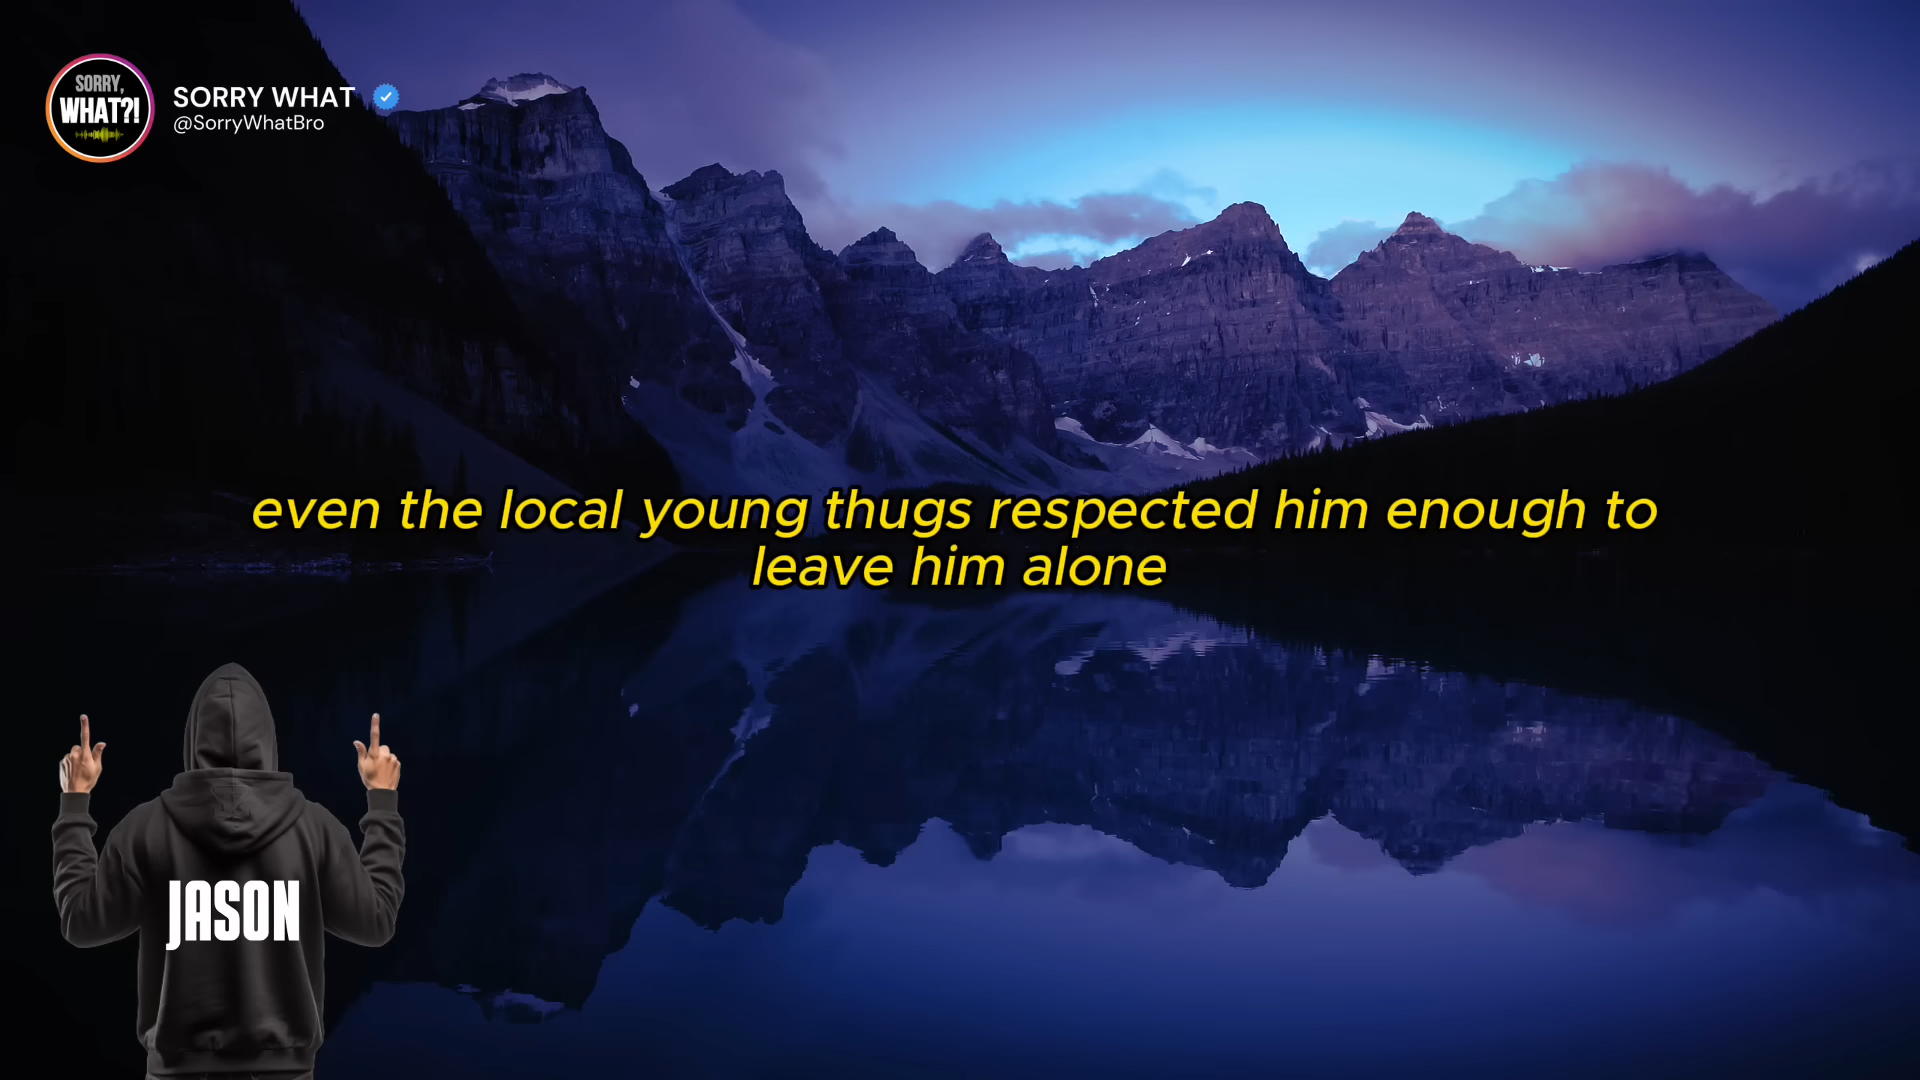 SORRY,
WHAT?!
SORRY WHAT
@SorryWhatBro
even the local young thugs respected him enough to
leave him alone
JASON